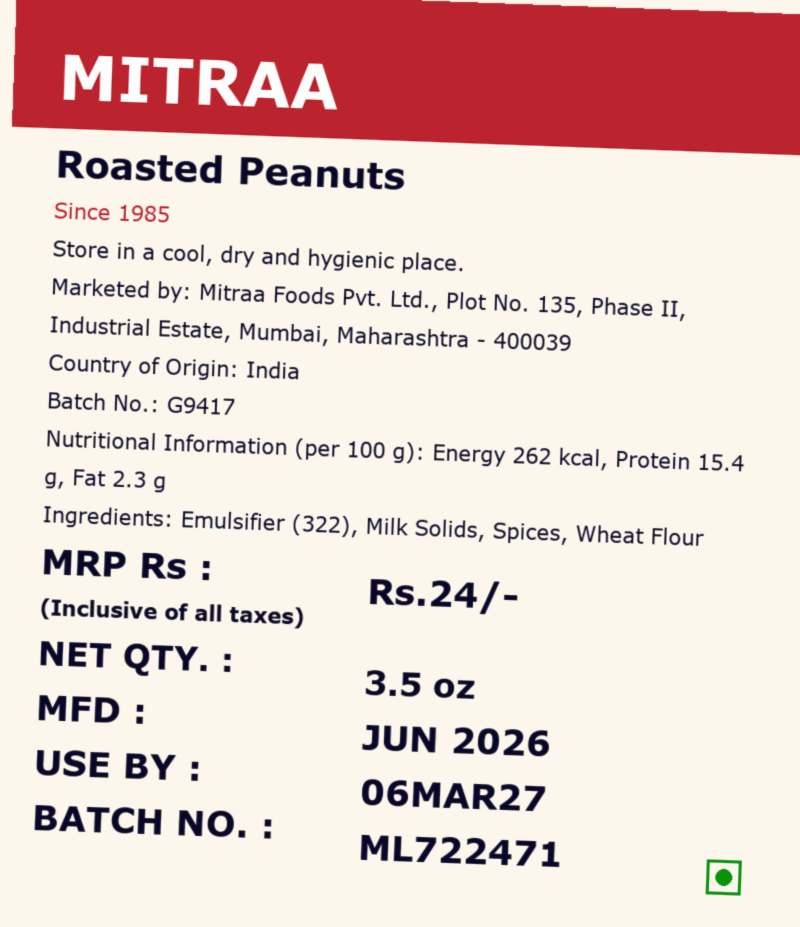 MITRAA
Roasted Peanuts
Since 1985
Store in a cool, dry and hygienic place.
Marketed by: Mitraa Foods Pvt. Ltd., Plot No. 135, Phase II,
Industrial Estate, Mumbai, Maharashtra - 400039
Country of Origin: India
Batch No.: G9417
Nutritional Information (per 100 g): Energy 262 kcal, Protein 15.4
g, Fat 2.3 g
Ingredients: Emulsifier (322), Milk Solids, Spices, Wheat Flour
MRP Rs : Rs.24/-
(Inclusive of all taxes)
NET QTY. : 3.5 oz
MFD : JUN 2026
USE BY : 06MAR27
BATCH NO. : ML722471